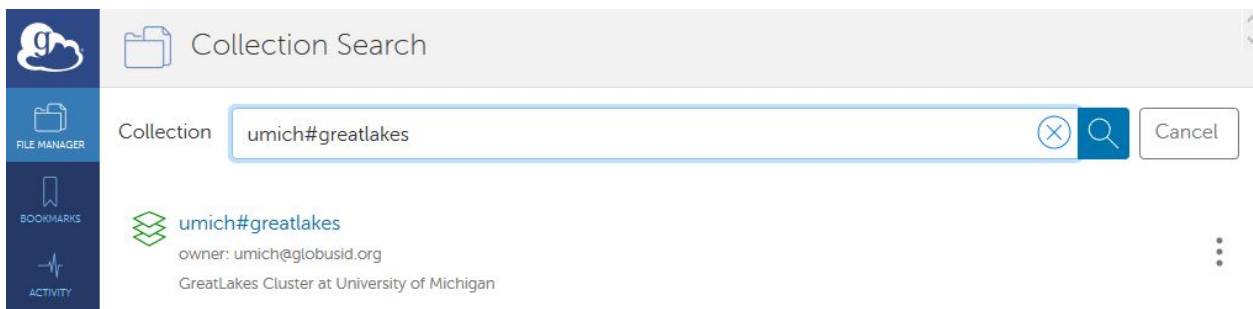 g
Collection Search
FILE MANAGER
BOOKMARKS
ACTIVITY
Collection
umich#greatlakes
Cancel
umich#greatlakes
owner: umich@globusid.org
GreatLakes Cluster at University of Michigan